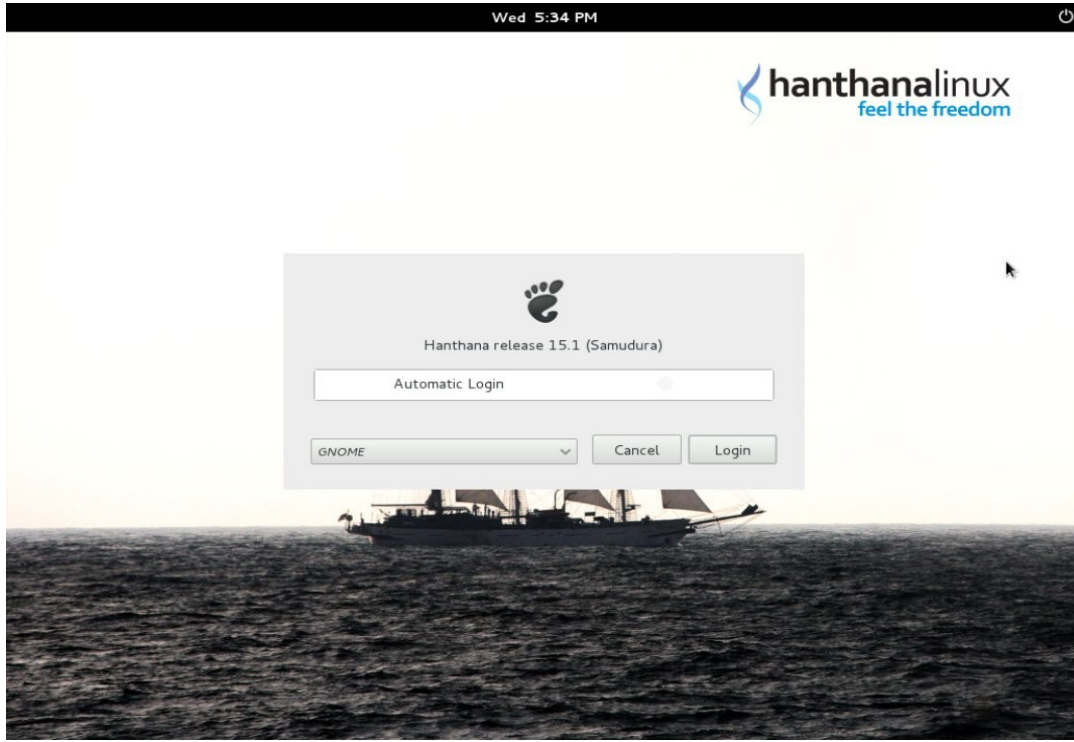 Wed 5:34 PM
hanthanalinux
feel the freedom
Hanthana release 15.1 (Samudura)
Automatic Login
GNOME
Cancel
Login